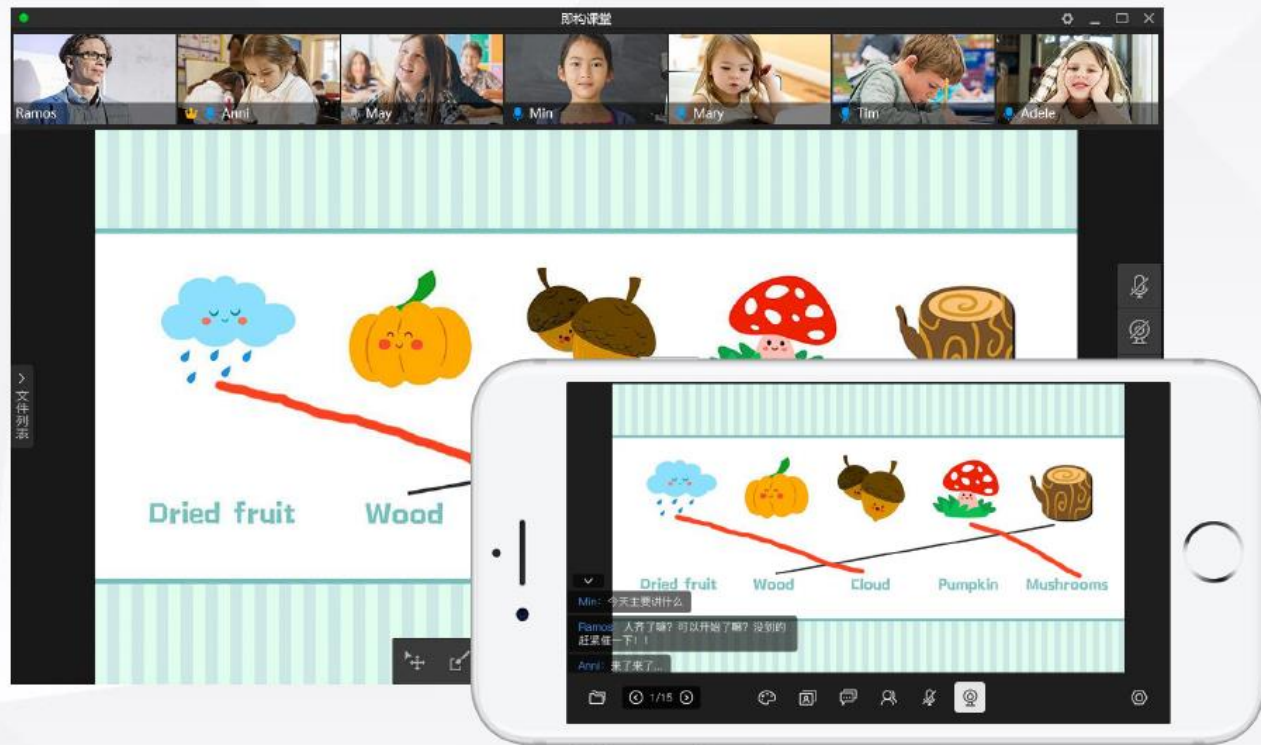 即构课堂
Ramos
Anni
May
Min
Mary
Tim
Adele
文件列表
Dried fruit
Wood
Dried fruit
Wood
Cloud
Pumpkin
Mushrooms
Min: 今天主要讲什么
Ramos: 人齐了嘛? 可以开始了嘛? 没到的
赶紧催一下!!
Anni: 来了来了...
1/15